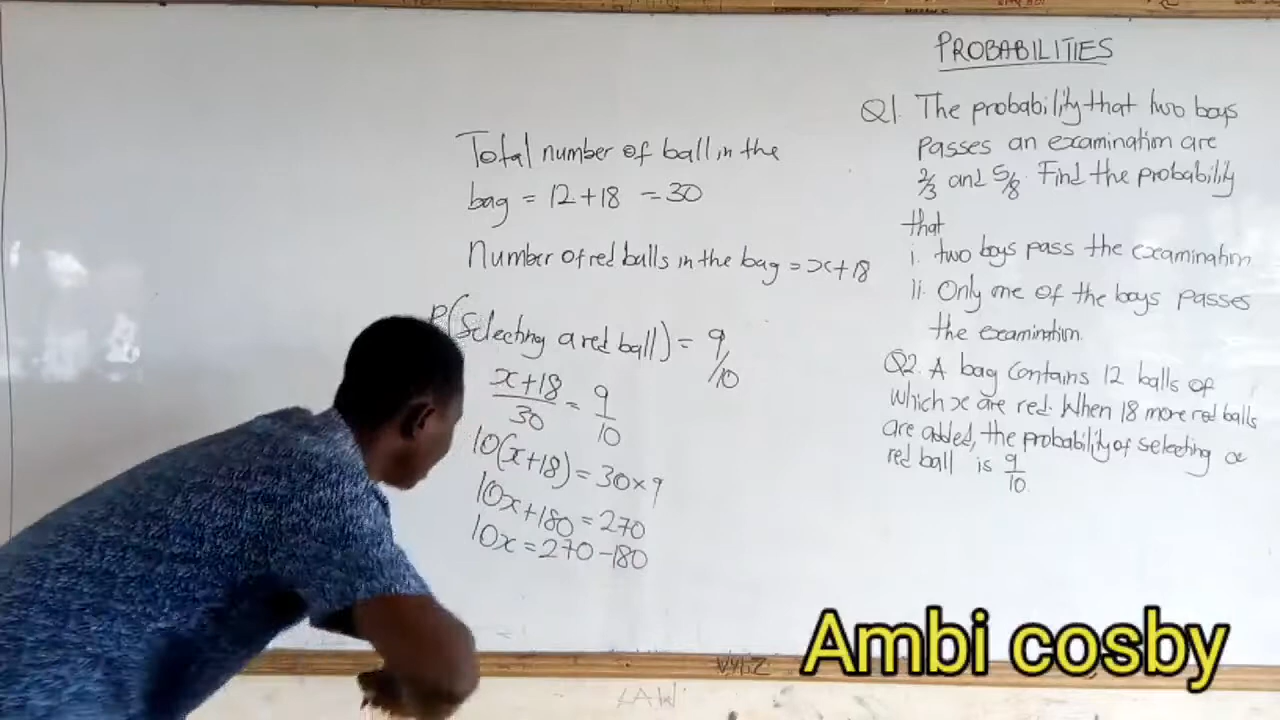 PROBABILITIES
Q1. The probability that two boys
passes an examination are
2/3 and 5/8. Find the probability
that
i. two boys pass the examination
ii. Only one of the boys passes
the examination.
Q2. A bag contains 12 balls of
which x are red. When 18 more red balls
are added, the probability of selecting a
red ball is 9/10.
Total number of ball in the
bag = 12+18 = 30
Number of red balls in the bag = x+18
P(Selecting a red ball) = 9/10
x+18/30 = 9/10
10(x+18) = 30×9
10x+180 = 270
10x = 270-180
VYBZ
LAW
Ambi cosby